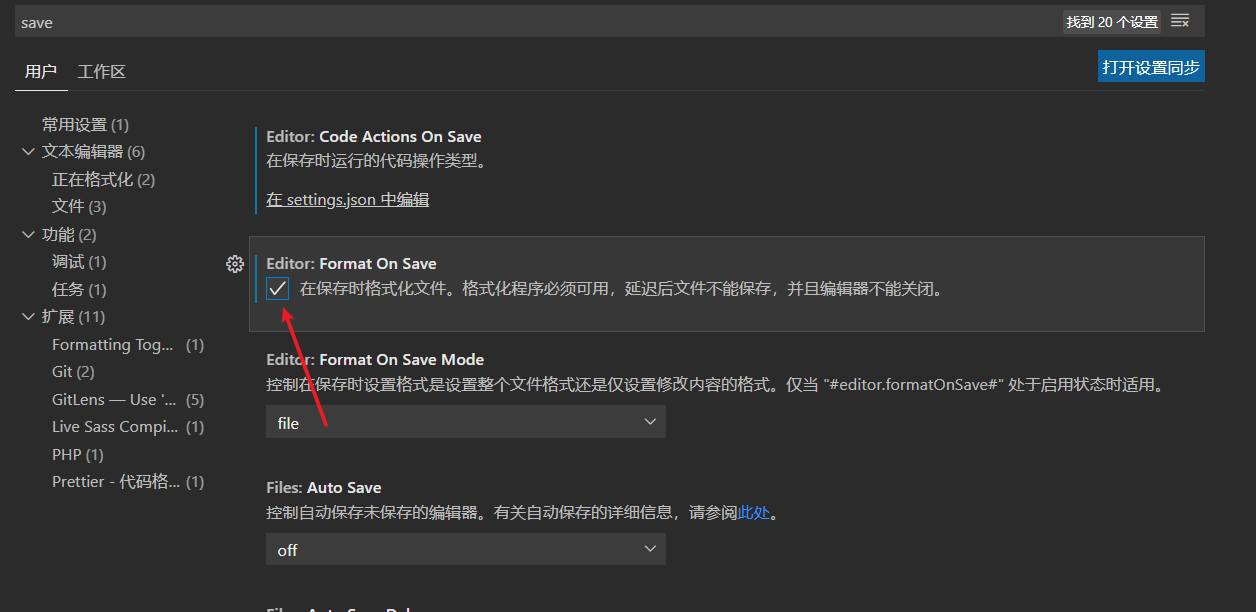 save
找到 20 个设置
用户 工作区
打开设置同步
常用设置 (1)
文本编辑器 (6)
正在格式化 (2)
文件 (3)
功能 (2)
调试 (1)
任务 (1)
扩展 (11)
Formatting Tog... (1)
Git (2)
GitLens — Use '... (5)
Live Sass Compi... (1)
PHP (1)
Prettier - 代码格... (1)
Editor: Code Actions On Save
在保存时运行的代码操作类型。
在 settings.json 中编辑
Editor: Format On Save
在保存时格式化文件。格式化程序必须可用，延迟后文件不能保存，并且编辑器不能关闭。
Editor: Format On Save Mode
控制在保存时设置格式是设置整个文件格式还是仅设置修改内容的格式。仅当 "#editor.formatOnSave#" 处于启用状态时适用。
file
Files: Auto Save
控制自动保存未保存的编辑器。有关自动保存的详细信息，请参阅此处。
off
Files: Auto Save